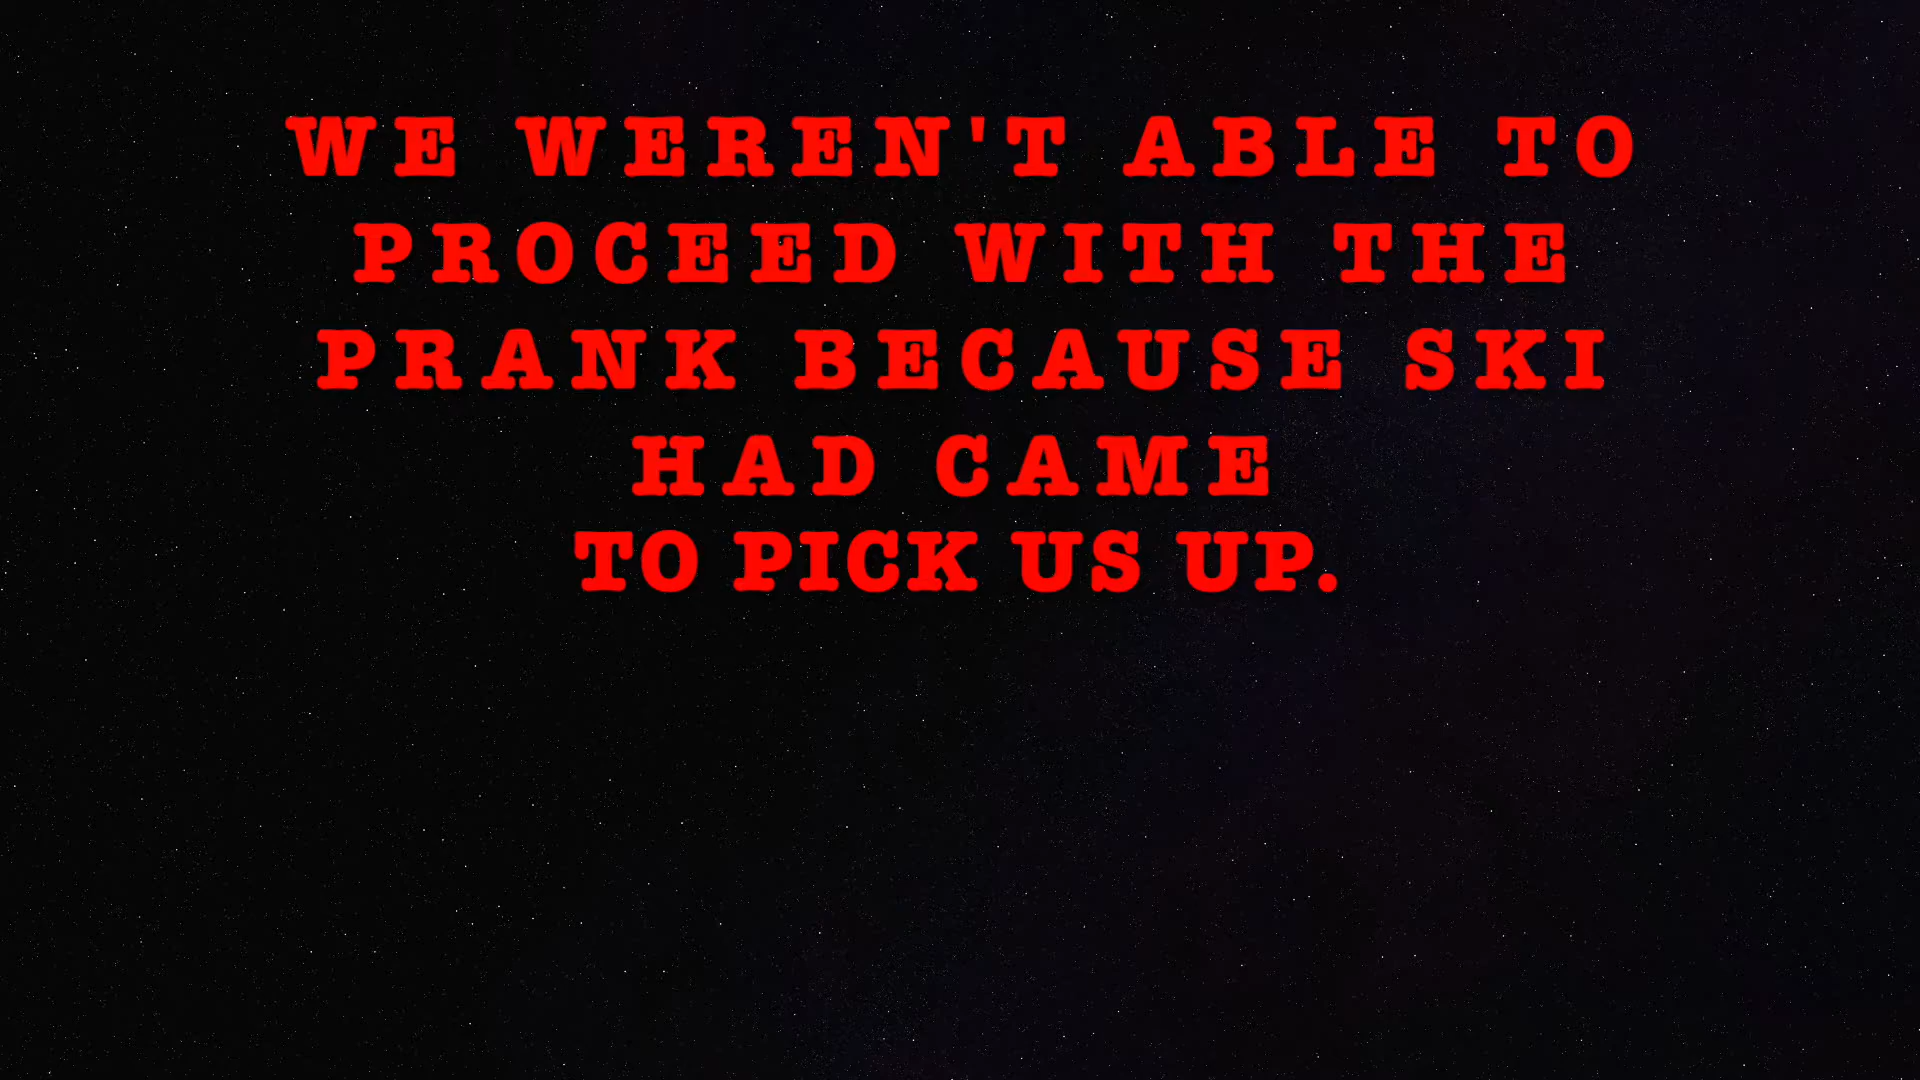 WE WEREN'T ABLE TO
PROCEED WITH THE
PRANK BECAUSE SKI
HAD CAME
TO PICK US UP.